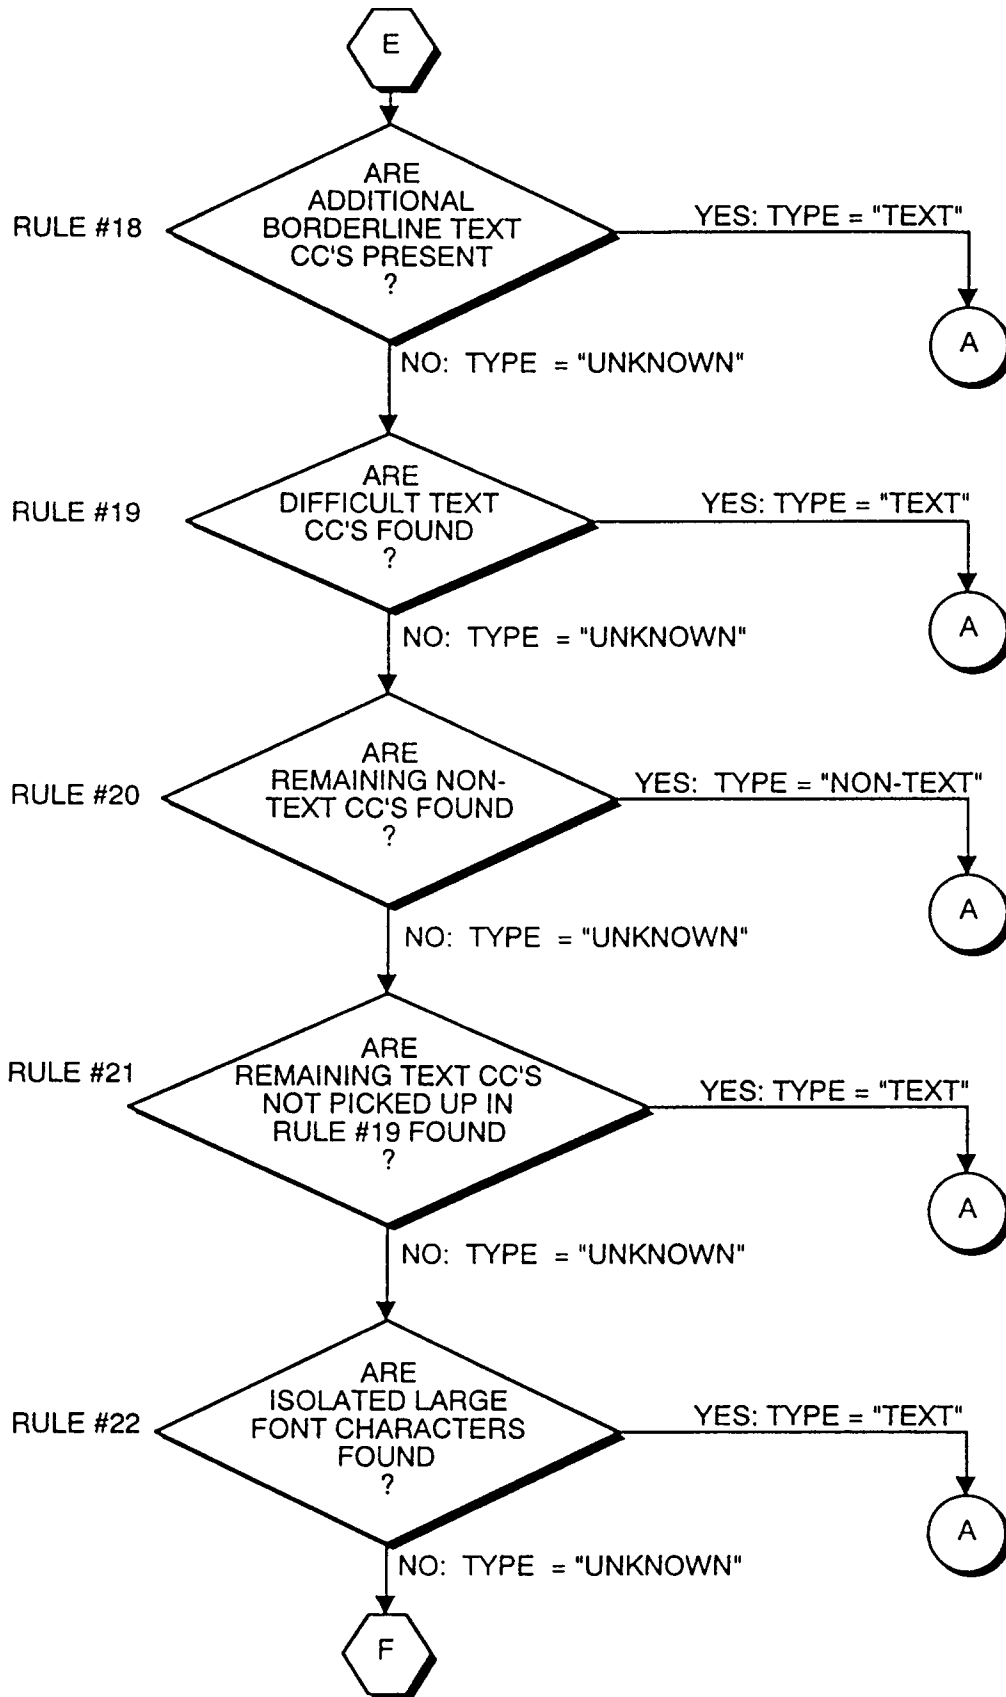 E
ARE
ADDITIONAL
BORDERLINE TEXT
CC'S PRESENT
?
RULE #18
YES: TYPE = "TEXT"
A
NO: TYPE = "UNKNOWN"
ARE
DIFFICULT TEXT
CC'S FOUND
?
RULE #19
YES: TYPE = "TEXT"
A
NO: TYPE = "UNKNOWN"
ARE
REMAINING NON-
TEXT CC'S FOUND
?
RULE #20
YES: TYPE = "NON-TEXT"
A
NO: TYPE = "UNKNOWN"
ARE
REMAINING TEXT CC'S
NOT PICKED UP IN
RULE #19 FOUND
?
RULE #21
YES: TYPE = "TEXT"
A
NO: TYPE = "UNKNOWN"
ARE
ISOLATED LARGE
FONT CHARACTERS
FOUND
?
RULE #22
YES: TYPE = "TEXT"
A
NO: TYPE = "UNKNOWN"
F